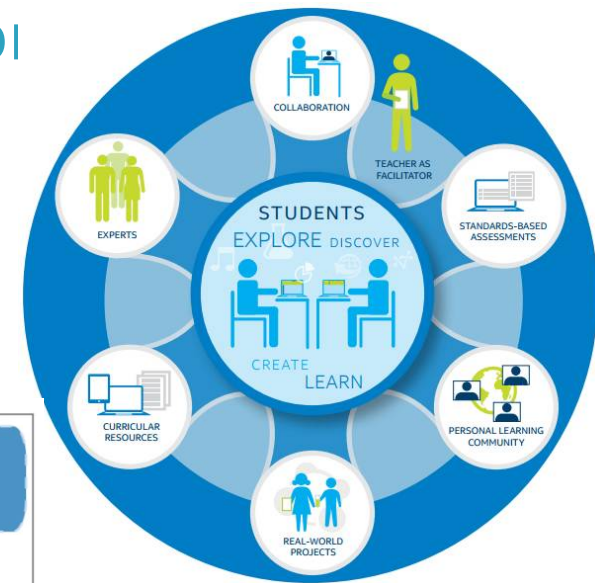 COLLABORATION
TEACHER AS
FACILITATOR
EXPERTS
STANDARDS-BASED
ASSESSMENTS
STUDENTS
EXPLORE DISCOVER
CREATE
LEARN
CURRICULAR
RESOURCES
PERSONAL LEARNING
COMMUNITY
REAL-WORLD
PROJECTS